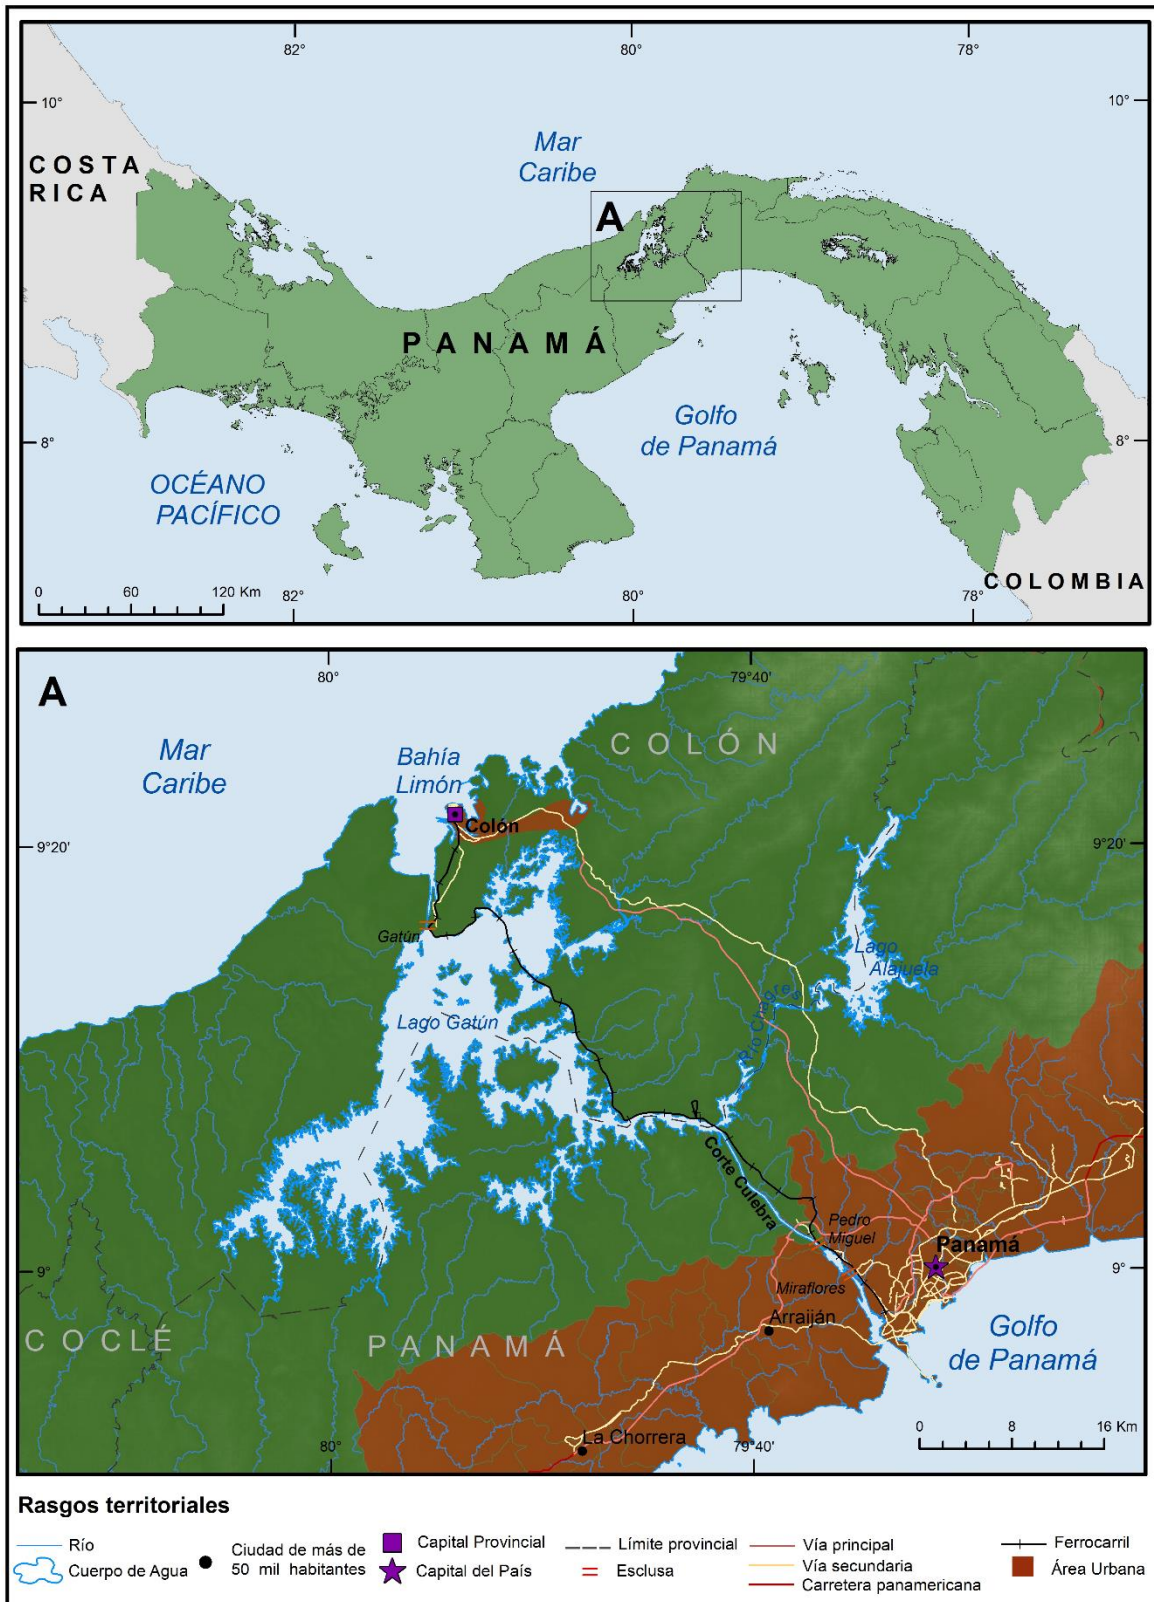 82°
80°
78°
10°
10°
Mar
Caribe
COSTA
RICA
A
PANAMÁ
Golfo
de Panamá
8°
8°
OCÉANO
PACÍFICO
COLOMBIA
0 60 120 Km
82°
80°
78°
A
80°
79°40'
Mar
Caribe
Bahía
Limón
COLÓN
Colón
9°20'
9°20'
Gatún
Lago
Alajuela
Río Chagres
Lago Gatún
Corte Culebra
Pedro
Miguel
Panamá
9°
9°
Miraflores
Arraiján
COCLÉ
PANAMÁ
Golfo
de Panamá
La Chorrera
0 8 16 Km
80°
79°40'
Rasgos territoriales
Río
Cuerpo de Agua
Ciudad de más de
50 mil habitantes
Capital Provincial
Capital del País
Límite provincial
Esclusa
Vía principal
Vía secundaria
Carretera panamericana
Ferrocarril
Área Urbana